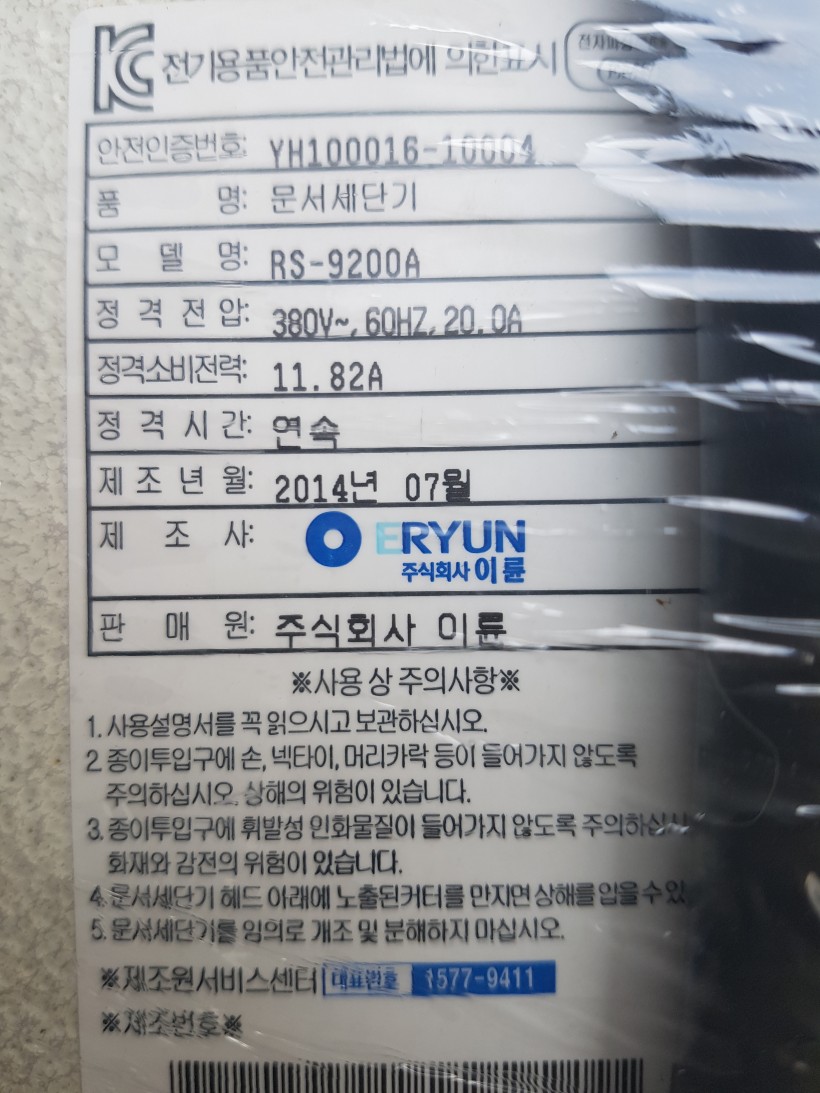 KC 전기용품안전관리법에 의한표시
안전인증번호: YH100016-10004
품 명: 문서세단기
모 델 명: RS-9200A
정 격 전 압: 380V~, 60HZ, 20.0A
정격소비전력: 11.82A
정 격 시 간: 연속
제 조 년 월: 2014년 07월
제 조 사: ERYUN
주식회사 이륜
판 매 원: 주식회사 이륜
※사용 상 주의사항※
1. 사용설명서를 꼭 읽으시고 보관하십시오.
2. 종이투입구에 손, 넥타이, 머리카락 등이 들어가지 않도록
주의하십시오. 상해의 위험이 있습니다.
3. 종이투입구에 휘발성 인화물질이 들어가지 않도록 주의하십시
화재와 감전의 위험이 있습니다.
4. 문서세단기 헤드 아래에 노출된커터를 만지면 상해를 입을 수 있
5. 문서세단기를 임의로 개조 및 분해하지 마십시오.
※제조원서비스센터 대표번호 1577-9411
※제조번호※